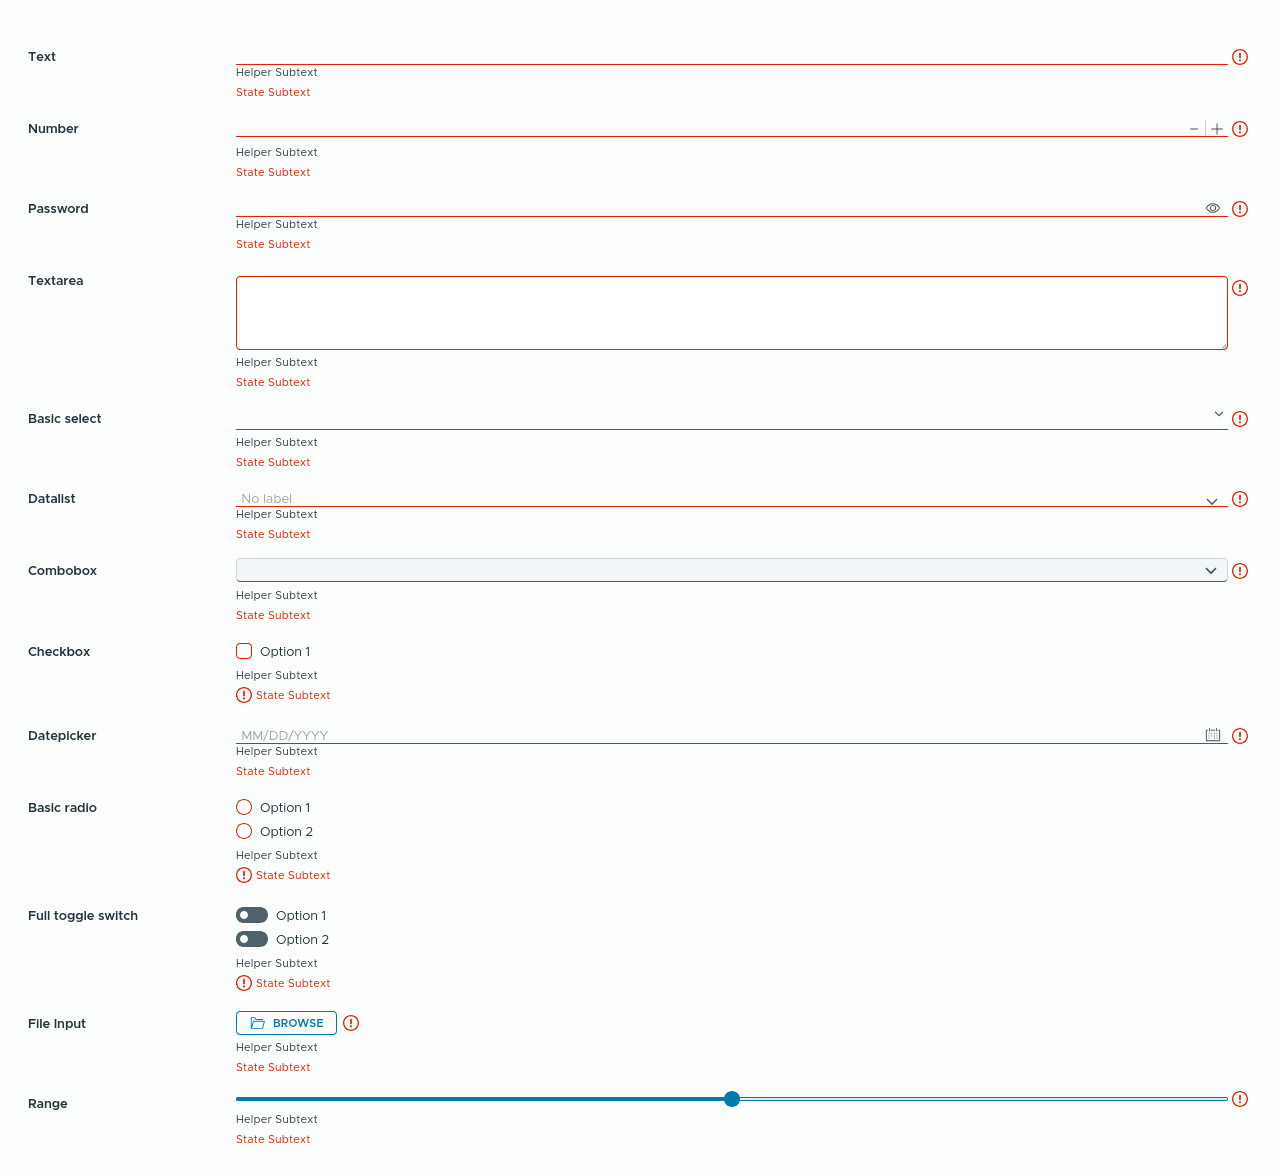 Text
Helper Subtext
State Subtext
Number
Helper Subtext
State Subtext
Password
Helper Subtext
State Subtext
Textarea
Helper Subtext
State Subtext
Basic select
Helper Subtext
State Subtext
Datalist
No label
Helper Subtext
State Subtext
Combobox
Helper Subtext
State Subtext
Checkbox
Option 1
Helper Subtext
State Subtext
Datepicker
MM/DD/YYYY
Helper Subtext
State Subtext
Basic radio
Option 1
Option 2
Helper Subtext
State Subtext
Full toggle switch
Option 1
Option 2
Helper Subtext
State Subtext
File Input
BROWSE
Helper Subtext
State Subtext
Range
Helper Subtext
State Subtext